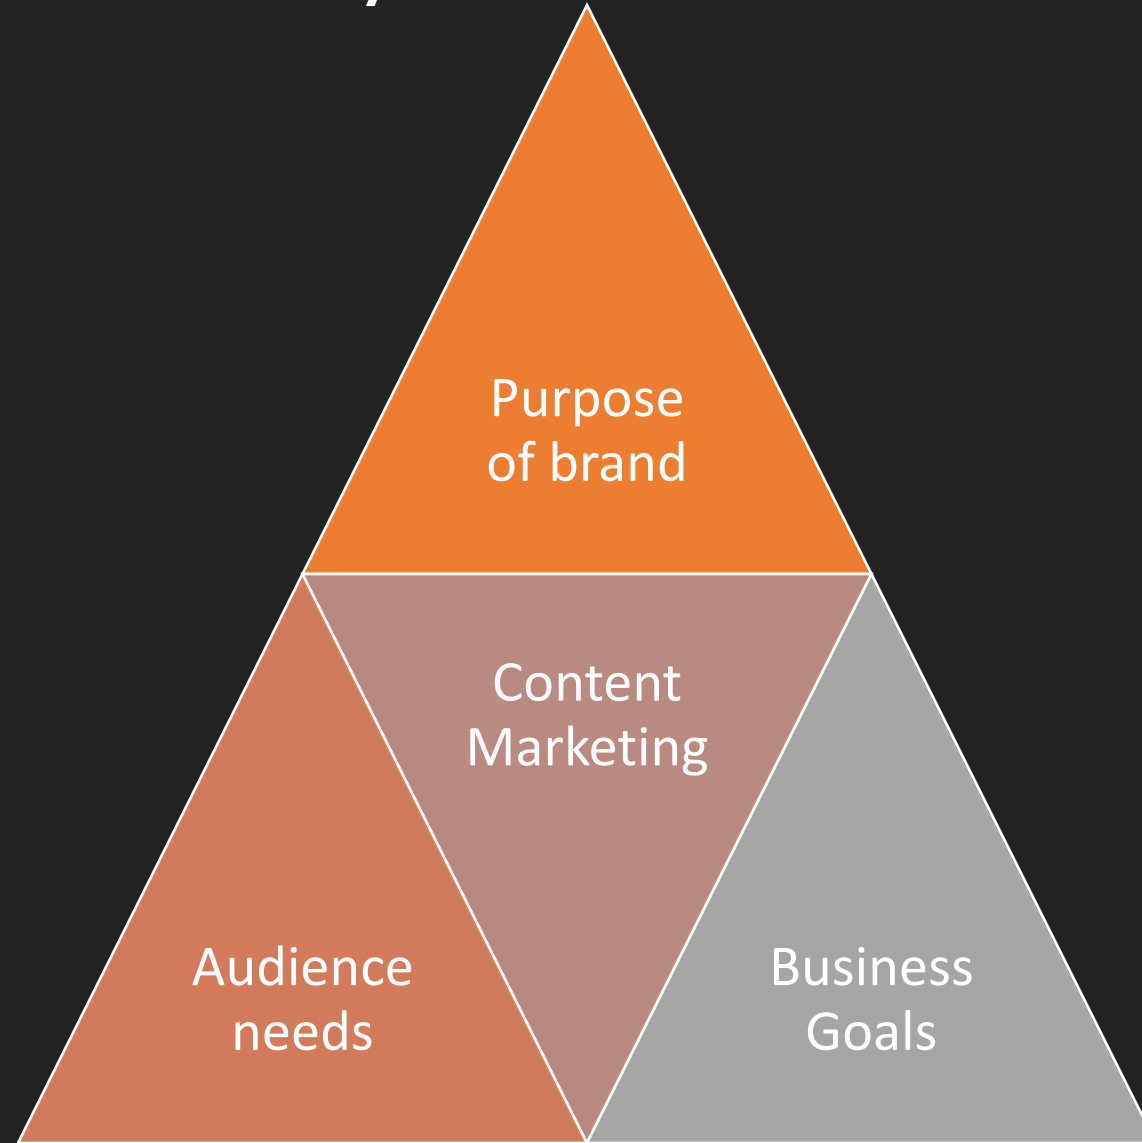 Purpose
of brand
Content
Marketing
Audience
needs
Business
Goals